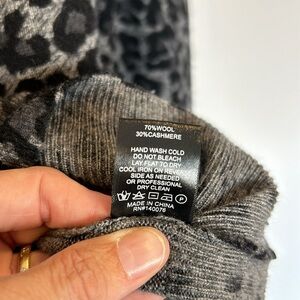 70%WOOL
30%CASHMERE
HAND WASH COLD
DO NOT BLEACH
LAY FLAT TO DRY
COOL IRON ON REVERSE
SIDE AS NEEDED
OR PROFESSIONAL
DRY CLEAN
MADE IN CHINA
RN#140076